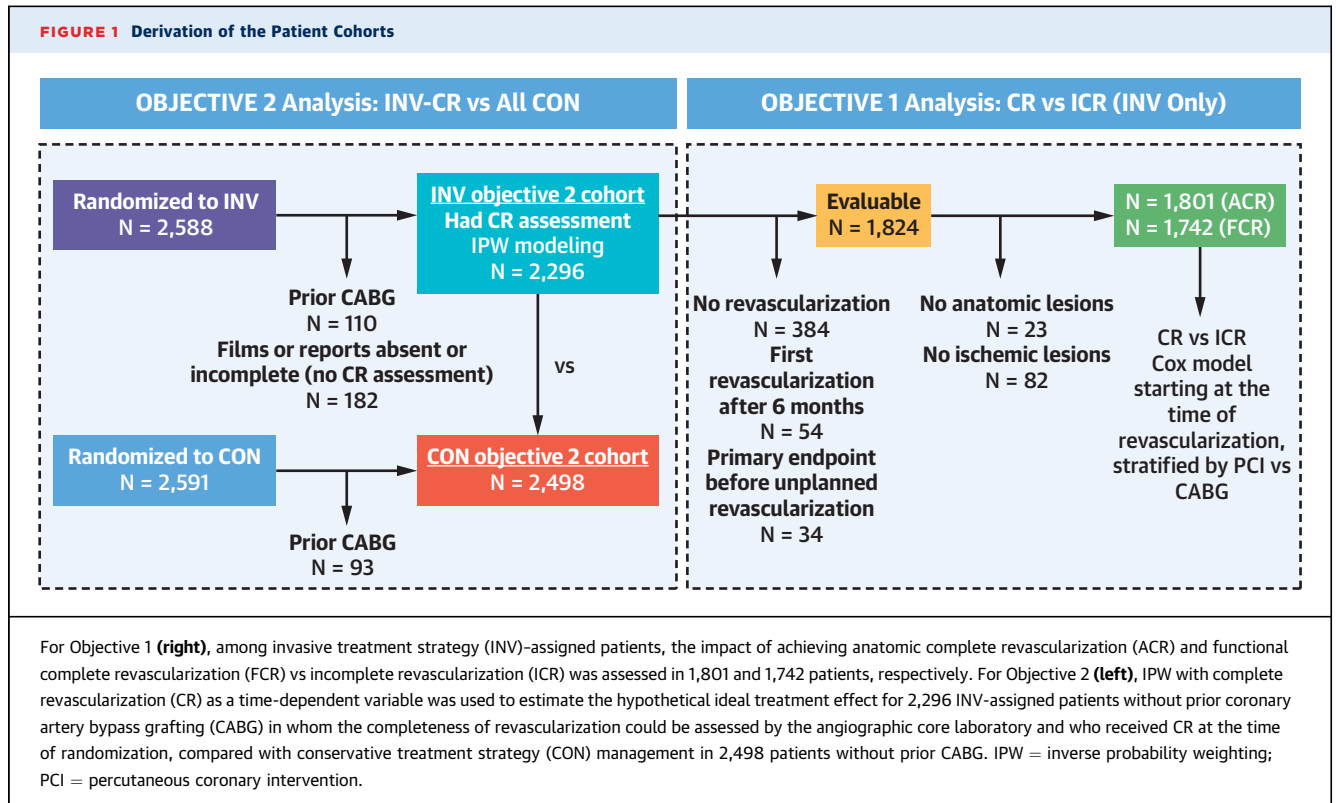 FIGURE 1 Derivation of the Patient Cohorts
OBJECTIVE 2 Analysis: INV-CR vs All CON
OBJECTIVE 1 Analysis: CR vs ICR (INV Only)
Randomized to INV
N = 2,588
Prior CABG
N = 110
Films or reports absent or
incomplete (no CR assessment)
N = 182
INV objective 2 cohort
Had CR assessment
IPW modeling
N = 2,296
vs
Randomized to CON
N = 2,591
Prior CABG
N = 93
CON objective 2 cohort
N = 2,498
No revascularization
N = 384
First
revascularization
after 6 months
N = 54
Primary endpoint
before unplanned
revascularization
N = 34
Evaluable
N = 1,824
No anatomic lesions
N = 23
No ischemic lesions
N = 82
N = 1,801 (ACR)
N = 1,742 (FCR)
CR vs ICR
Cox model
starting at the
time of
revascularization,
stratified by PCI vs
CABG
For Objective 1 (right), among invasive treatment strategy (INV)-assigned patients, the impact of achieving anatomic complete revascularization (ACR) and functional
complete revascularization (FCR) vs incomplete revascularization (ICR) was assessed in 1,801 and 1,742 patients, respectively. For Objective 2 (left), IPW with complete
revascularization (CR) as a time-dependent variable was used to estimate the hypothetical ideal treatment effect for 2,296 INV-assigned patients without prior coronary
artery bypass grafting (CABG) in whom the completeness of revascularization could be assessed by the angiographic core laboratory and who received CR at the time
of randomization, compared with conservative treatment strategy (CON) management in 2,498 patients without prior CABG. IPW = inverse probability weighting;
PCI = percutaneous coronary intervention.